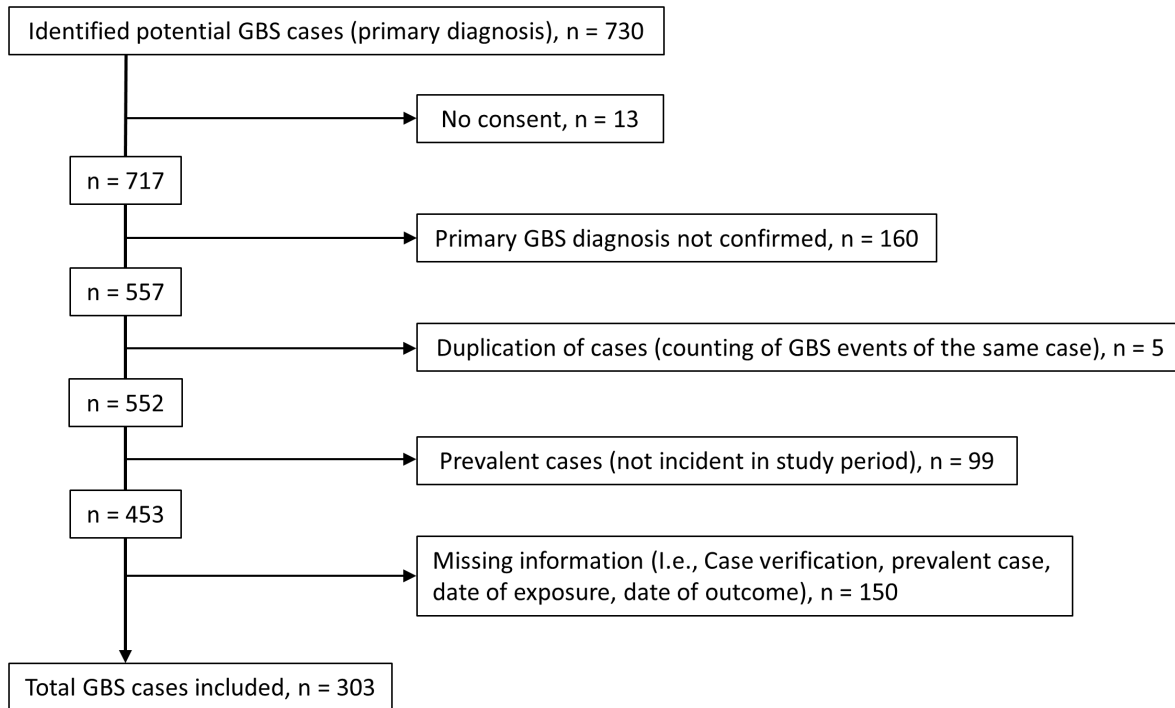 Identified potential GBS cases (primary diagnosis), n = 730
No consent, n = 13
n = 717
Primary GBS diagnosis not confirmed, n = 160
n = 557
Duplication of cases (counting of GBS events of the same case), n = 5
n = 552
Prevalent cases (not incident in study period), n = 99
n = 453
Missing information (I.e., Case verification, prevalent case,
date of exposure, date of outcome), n = 150
Total GBS cases included, n = 303